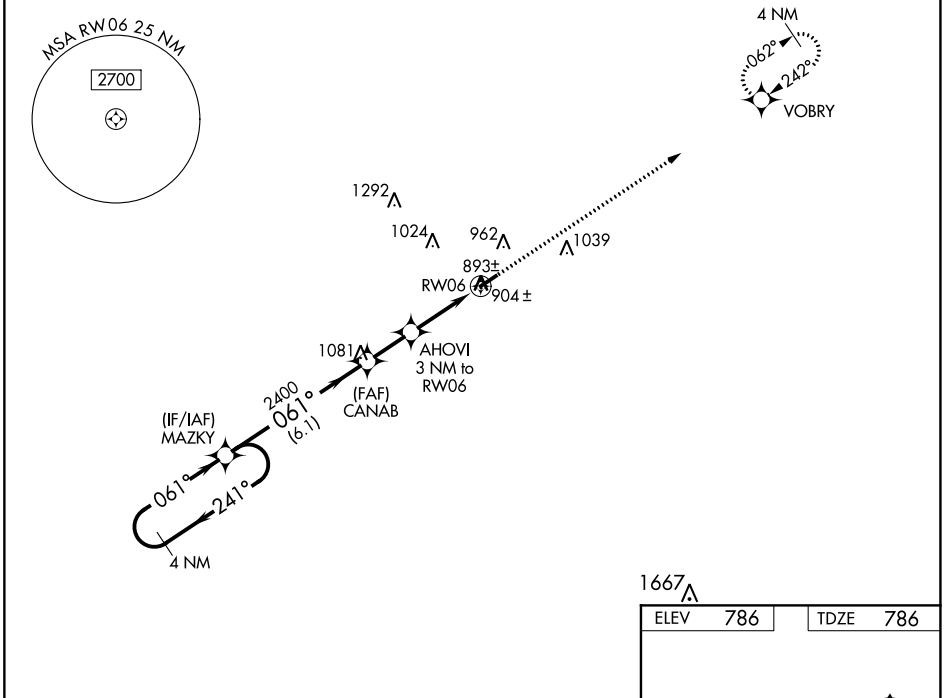 MSA RW06 25 NM
2700
4 NM
062°
242°
VOBRY
1292
1024
962
1039
893±
RW06
904±
1081
AHOVI
3 NM to
RW06
(FAF)
CANAB
2400
061°
(6.1)
(IF/IAF)
MAZKY
061°
241°
4 NM
1667
ELEV 786
TDZE 786